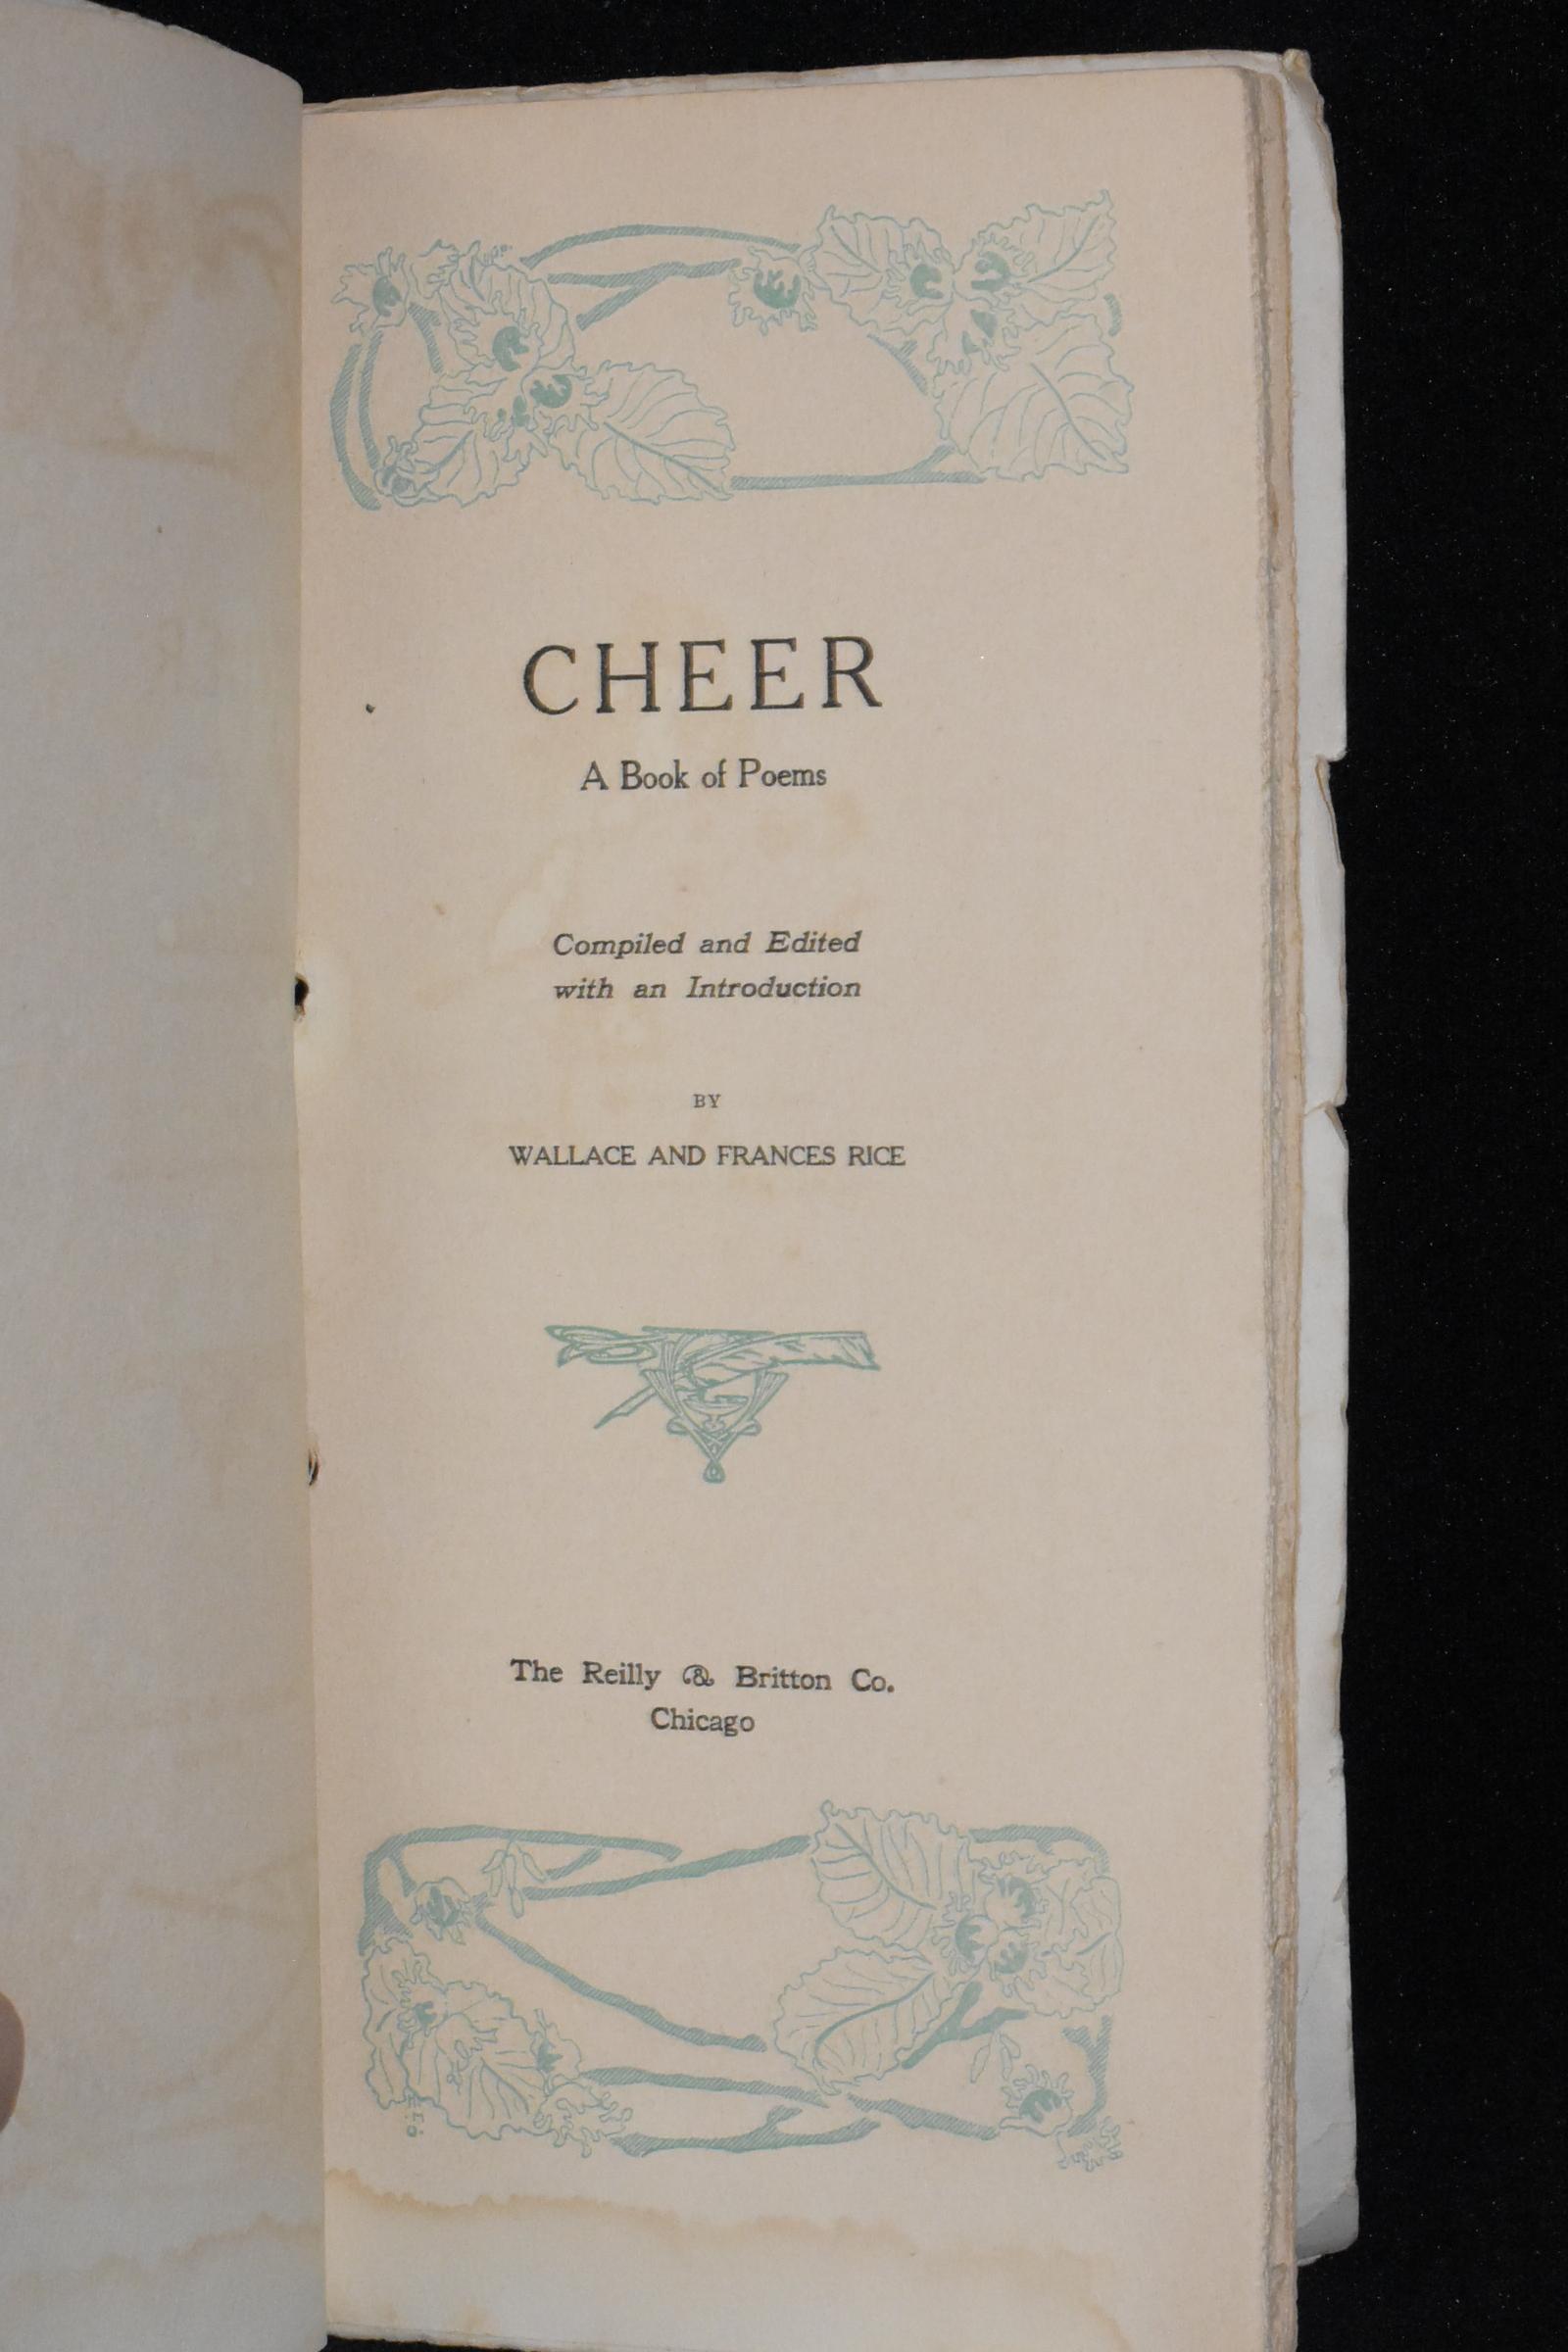 CHEER
A Book of Poems
Compiled and Edited
with an Introduction
BY
WALLACE AND FRANCES RICE
The Reilly & Britton Co.
Chicago